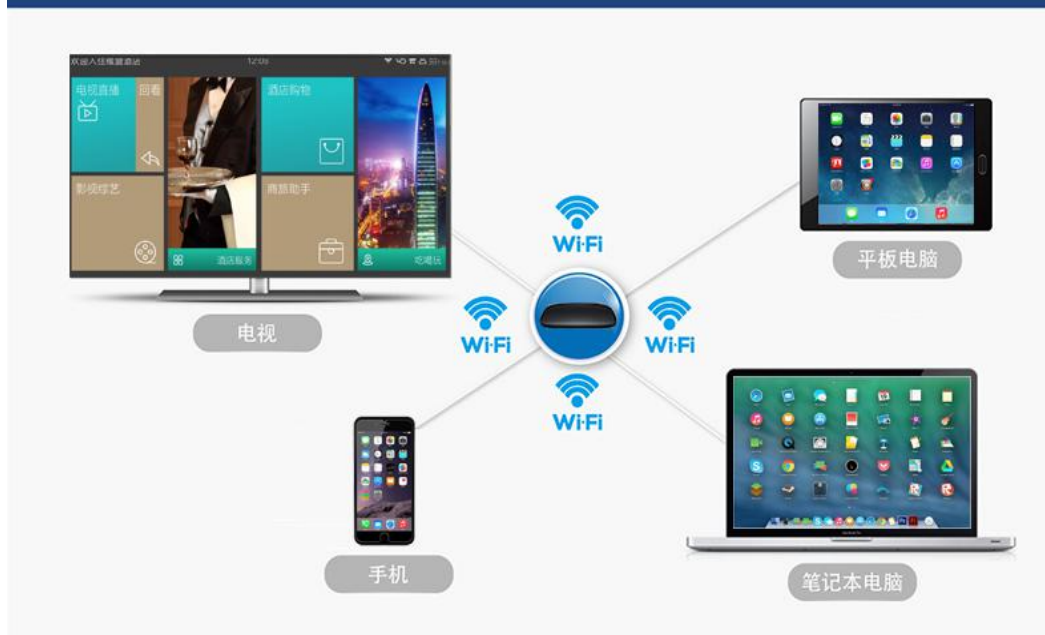 12:08
电视直播
回看
酒店购物
影视综艺
商旅助手
酒店服务
吃喝玩
Wi-Fi
平板电脑
电视
Wi-Fi
Wi-Fi
Wi-Fi
手机
笔记本电脑